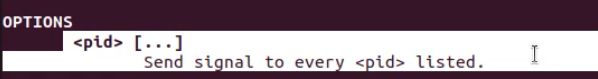 OPTIONS
<pid> [...]
Send signal to every <pid> listed.